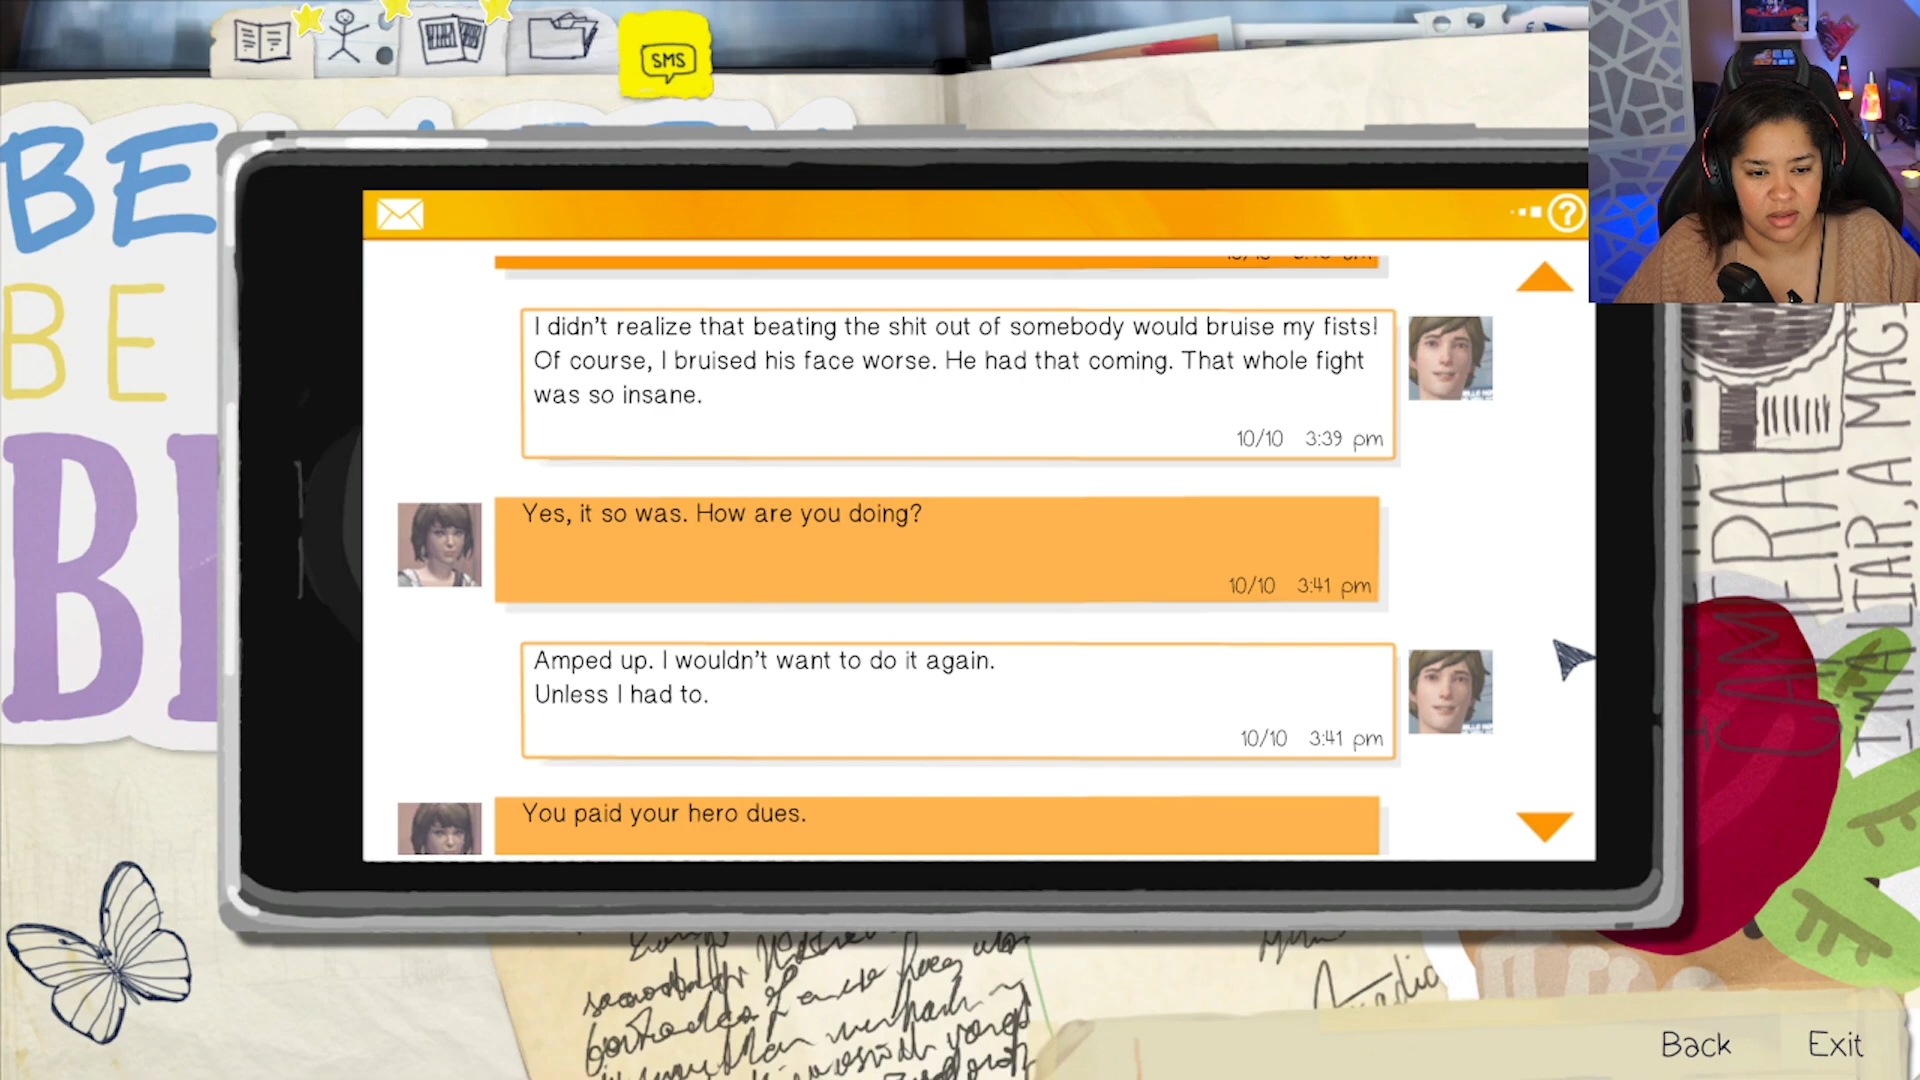 SMS
BE
BE
I didn't realize that beating the shit out of somebody would bruise my fists!
Of course, I bruised his face worse. He had that coming. That whole fight
was so insane.
10/10 3:39 pm
Yes, it so was. How are you doing?
10/10 3:41 pm
Amped up. I wouldn't want to do it again.
Unless I had to.
10/10 3:41 pm
You paid your hero dues.
CAMERA
I'M A LIAR, A
Back
Exit